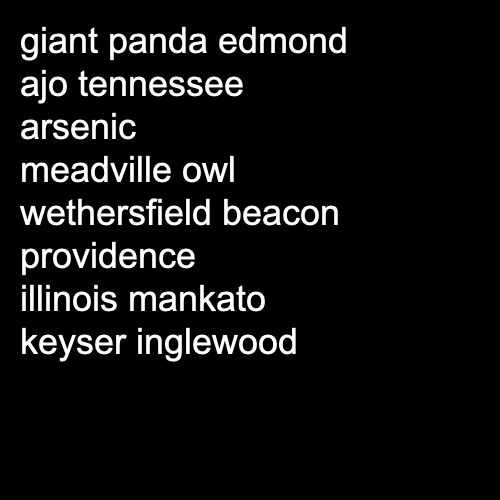 giant panda edmond
ajo tennessee
arsenic
meadville owl
wethersfield beacon
providence
illinois mankato
keyser inglewood